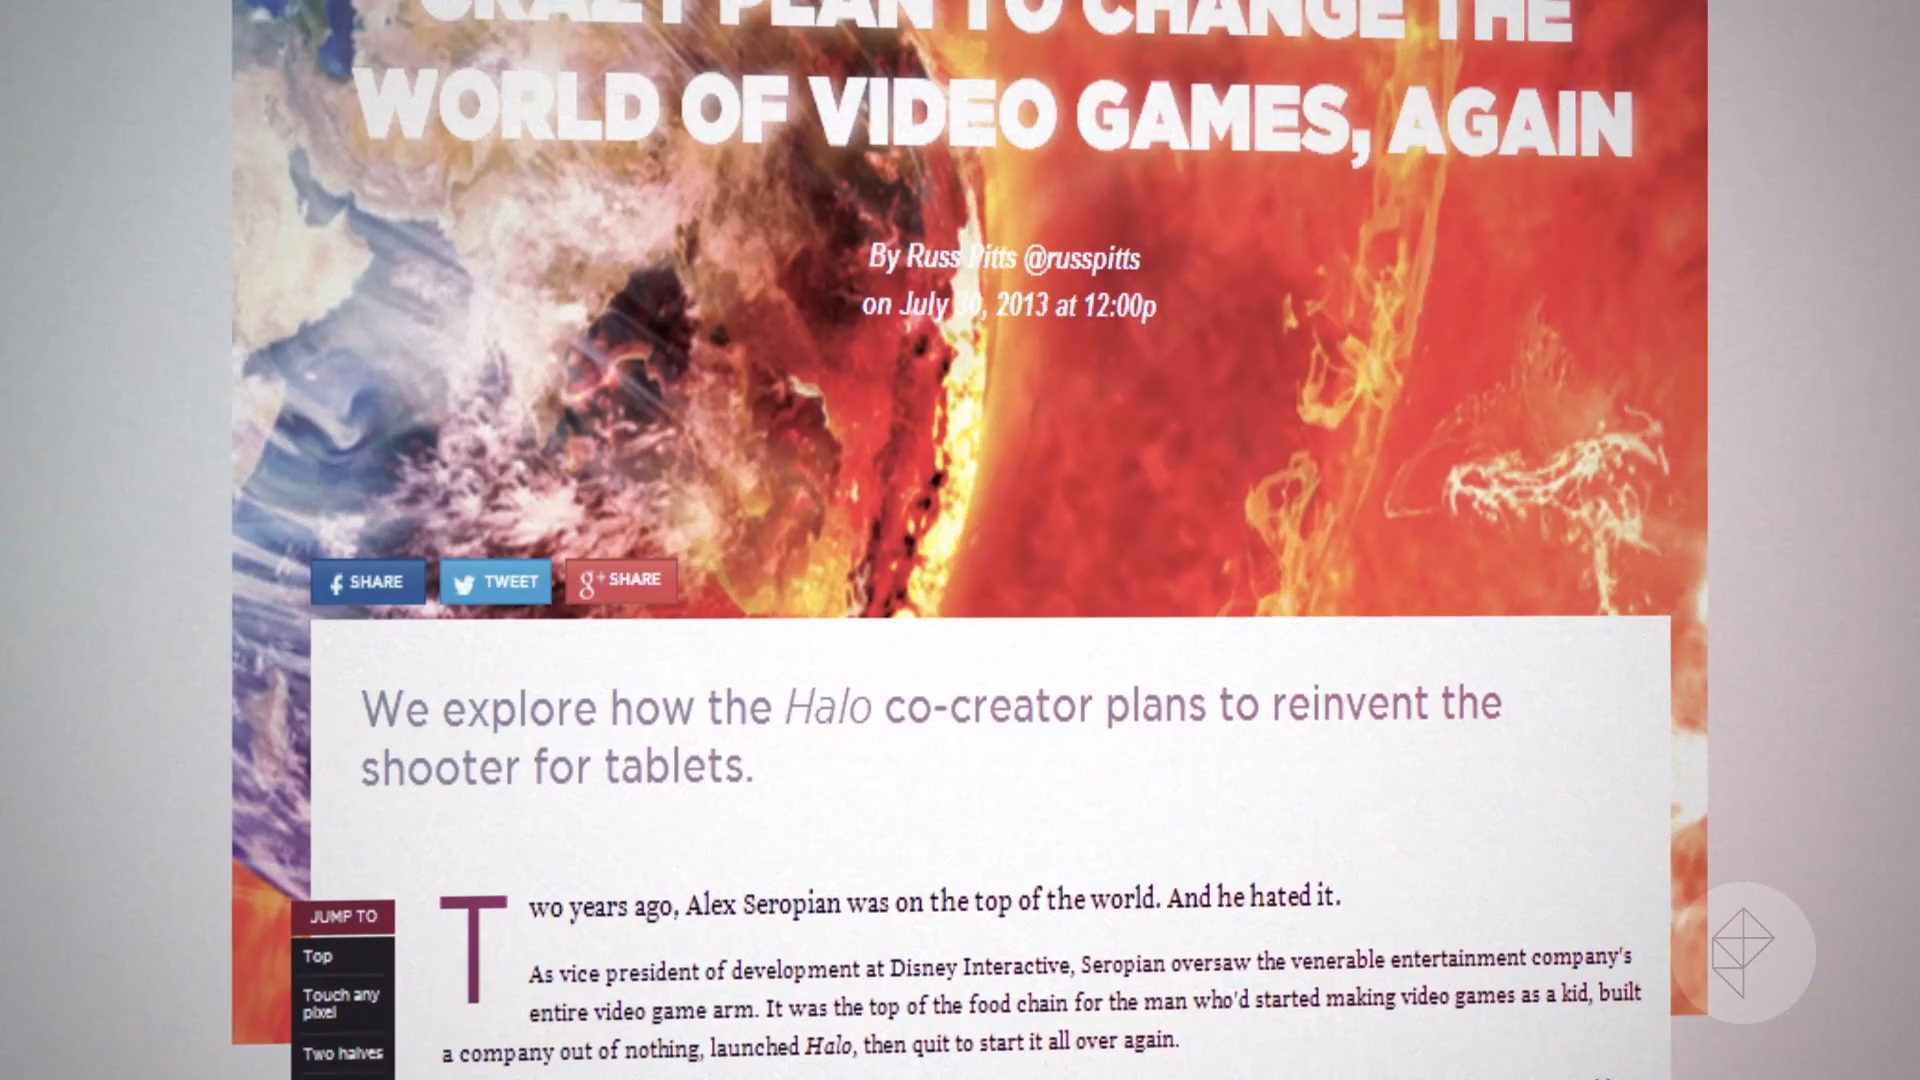 CRAZY PLAN TO CHANGE THE
WORLD OF VIDEO GAMES, AGAIN
By Russ Pitts @russpitts
on July 30, 2013 at 12:00p
f SHARE
TWEET
g+ SHARE
We explore how the Halo co-creator plans to reinvent the
shooter for tablets.
Two years ago, Alex Seropian was on the top of the world. And he hated it.
As vice president of development at Disney Interactive, Seropian oversaw the venerable entertainment company's
entire video game arm. It was the top of the food chain for the man who'd started making video games as a kid, built
a company out of nothing, launched Halo, then quit to start it all over again.
JUMP TO
Top
Touch any
pixel
Two halves